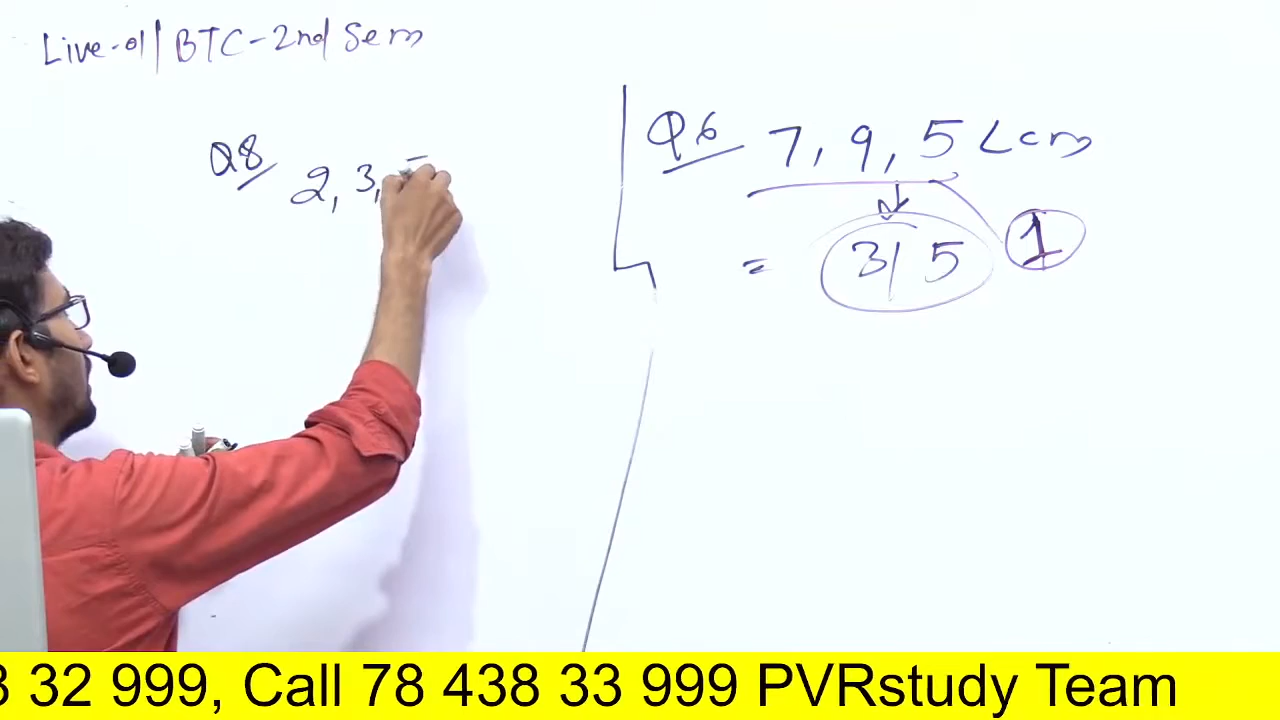 Live-01/BTC-2nd Sem
Q8 2, 3,
Q6 7, 9, 5 Lcm
= 3/5 1
3 32 999, Call 78 438 33 999 PVRstudy Team